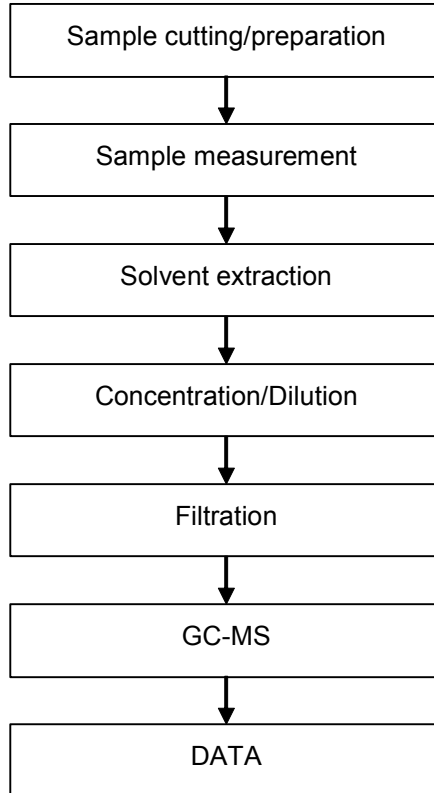 Sample cutting/preparation
Sample measurement
Solvent extraction
Concentration/Dilution
Filtration
GC-MS
DATA